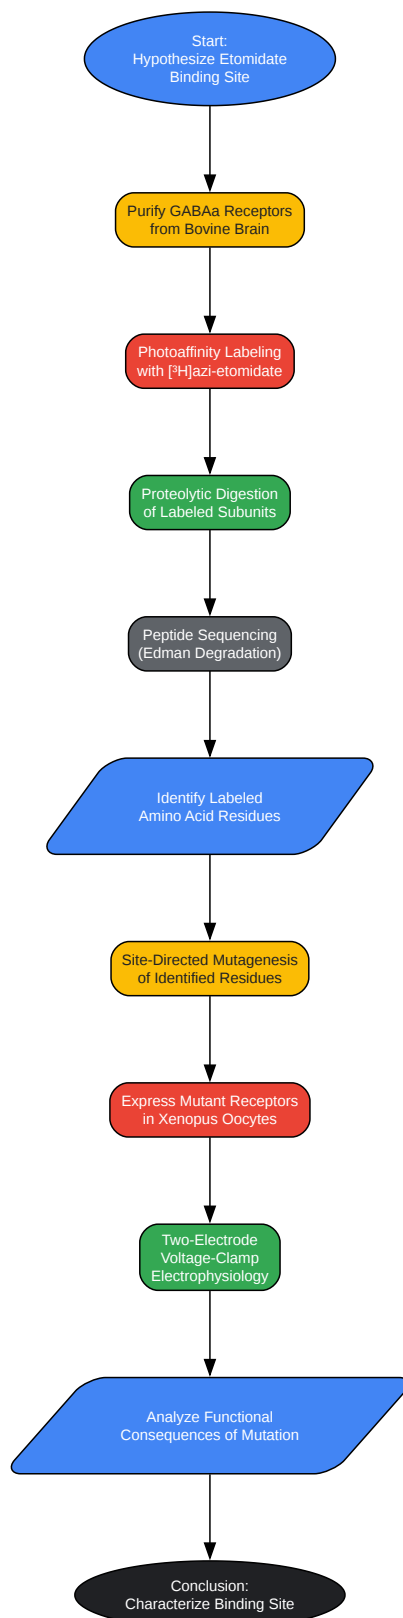 Start:
Hypothesize Etomidate
Binding Site
Purify GABAa Receptors
from Bovine Brain
Photoaffinity Labeling
with [³H]azi-etomidate
Proteolytic Digestion
of Labeled Subunits
Peptide Sequencing
(Edman Degradation)
Identify Labeled
Amino Acid Residues
Site-Directed Mutagenesis
of Identified Residues
Express Mutant Receptors
in Xenopus Oocytes
Two-Electrode
Voltage-Clamp
Electrophysiology
Analyze Functional
Consequences of Mutation
Conclusion:
Characterize Binding Site